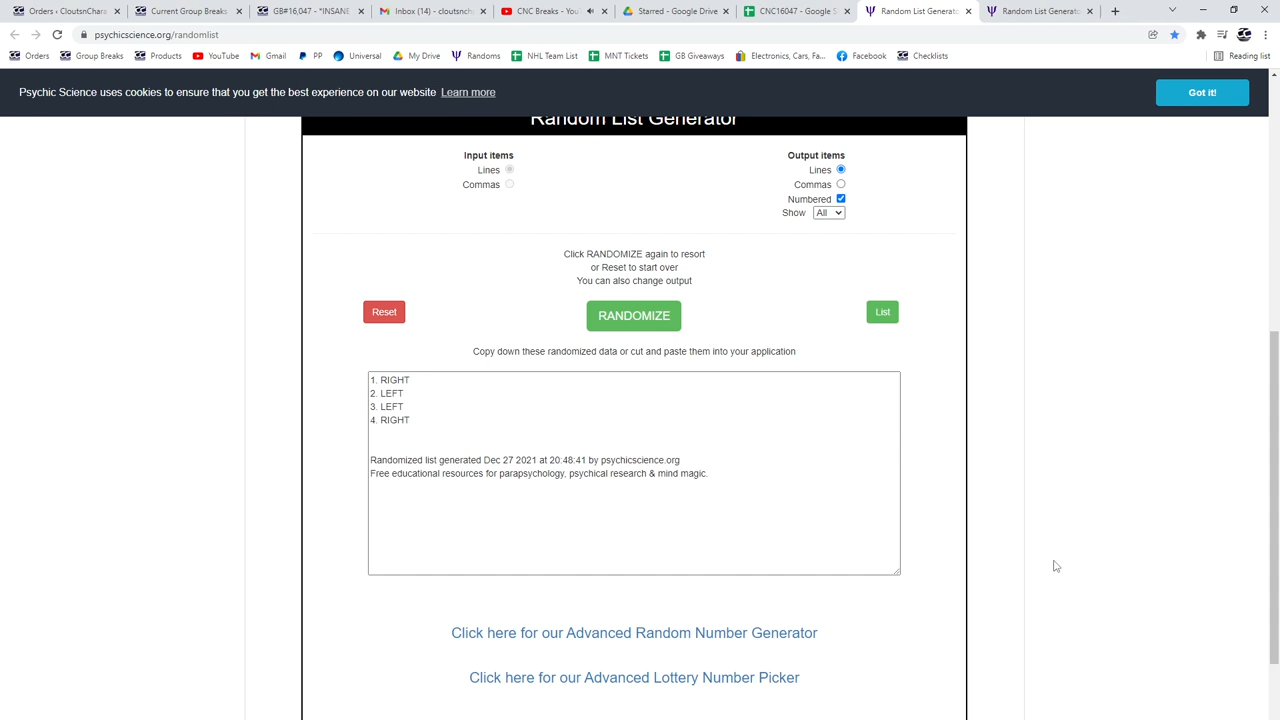 Orders ‹ CloutsnChara
Current Group Breaks
GB#16,047 - "INSANE
Inbox (14) - cloutsnch
CNC Breaks - You
Starred - Google Drive
CNC16047 - Google S
Random List Generato
Random List Generato
psychicscience.org/randomlist
Orders
Group Breaks
Products
YouTube
Gmail
PP
Universal
My Drive
Randoms
NHL Team List
MNT Tickets
GB Giveaways
Electronics, Cars, Fa...
Facebook
Checklists
Reading list
Psychic Science uses cookies to ensure that you get the best experience on our website Learn more
Got it!
Random List Generator
Input items
Lines
Commas
Output items
Lines
Commas
Numbered
Show All
Click RANDOMIZE again to resort
or Reset to start over
You can also change output
Reset
RANDOMIZE
List
Copy down these randomized data or cut and paste them into your application
1. RIGHT
2. LEFT
3. LEFT
4. RIGHT
Randomized list generated Dec 27 2021 at 20:48:41 by psychicscience.org
Free educational resources for parapsychology, psychical research & mind magic.
Click here for our Advanced Random Number Generator
Click here for our Advanced Lottery Number Picker